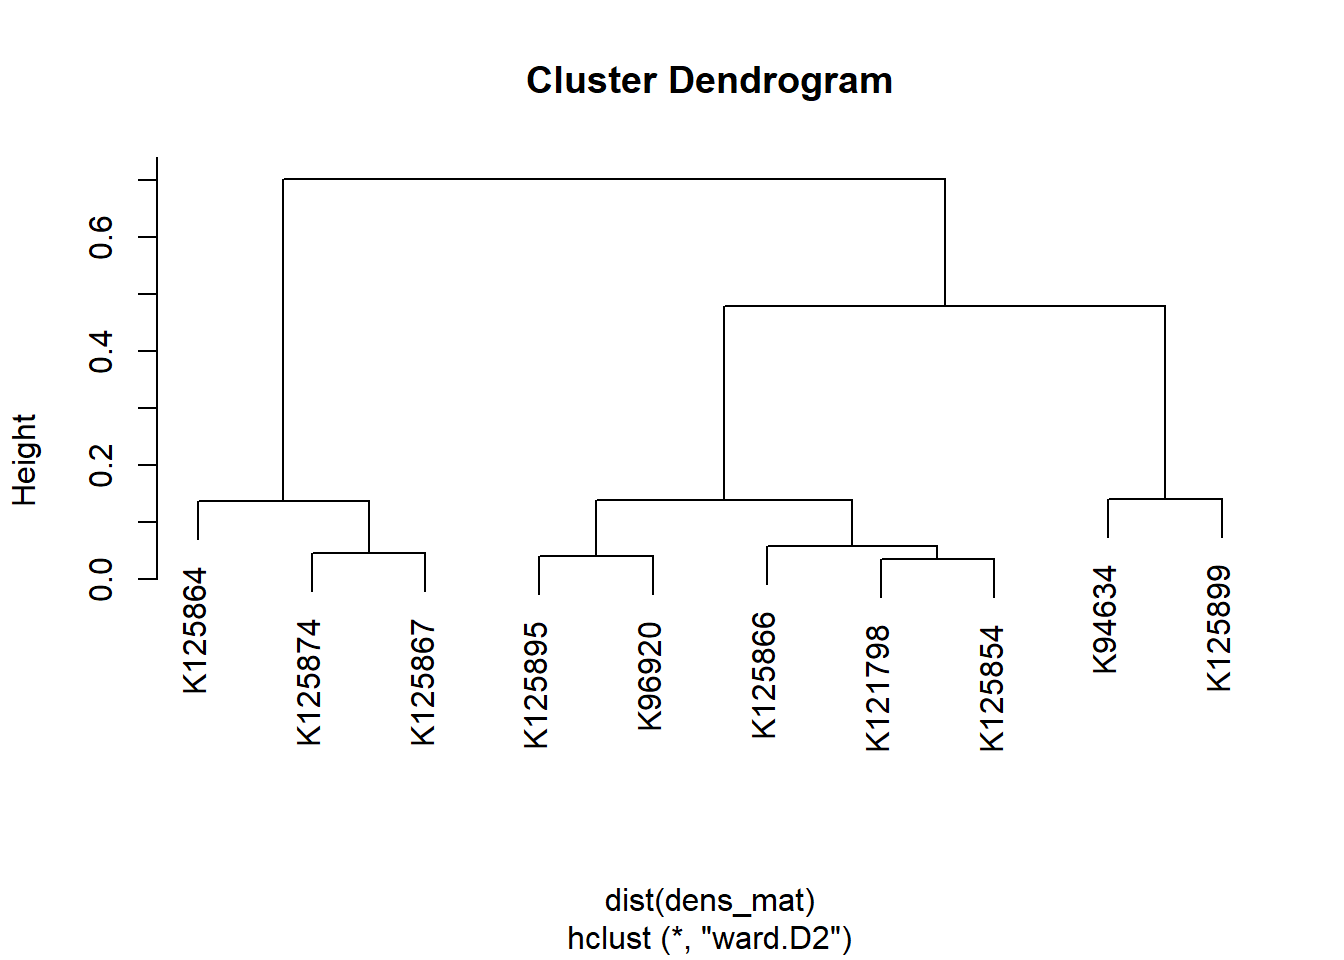 Cluster Dendrogram
Height
0.0
0.2
0.4
0.6
K125864
K125874
K125867
K125895
K96920
K125866
K121798
K125854
K94634
K125899
dist(dens_mat)
hclust (*, "ward.D2")